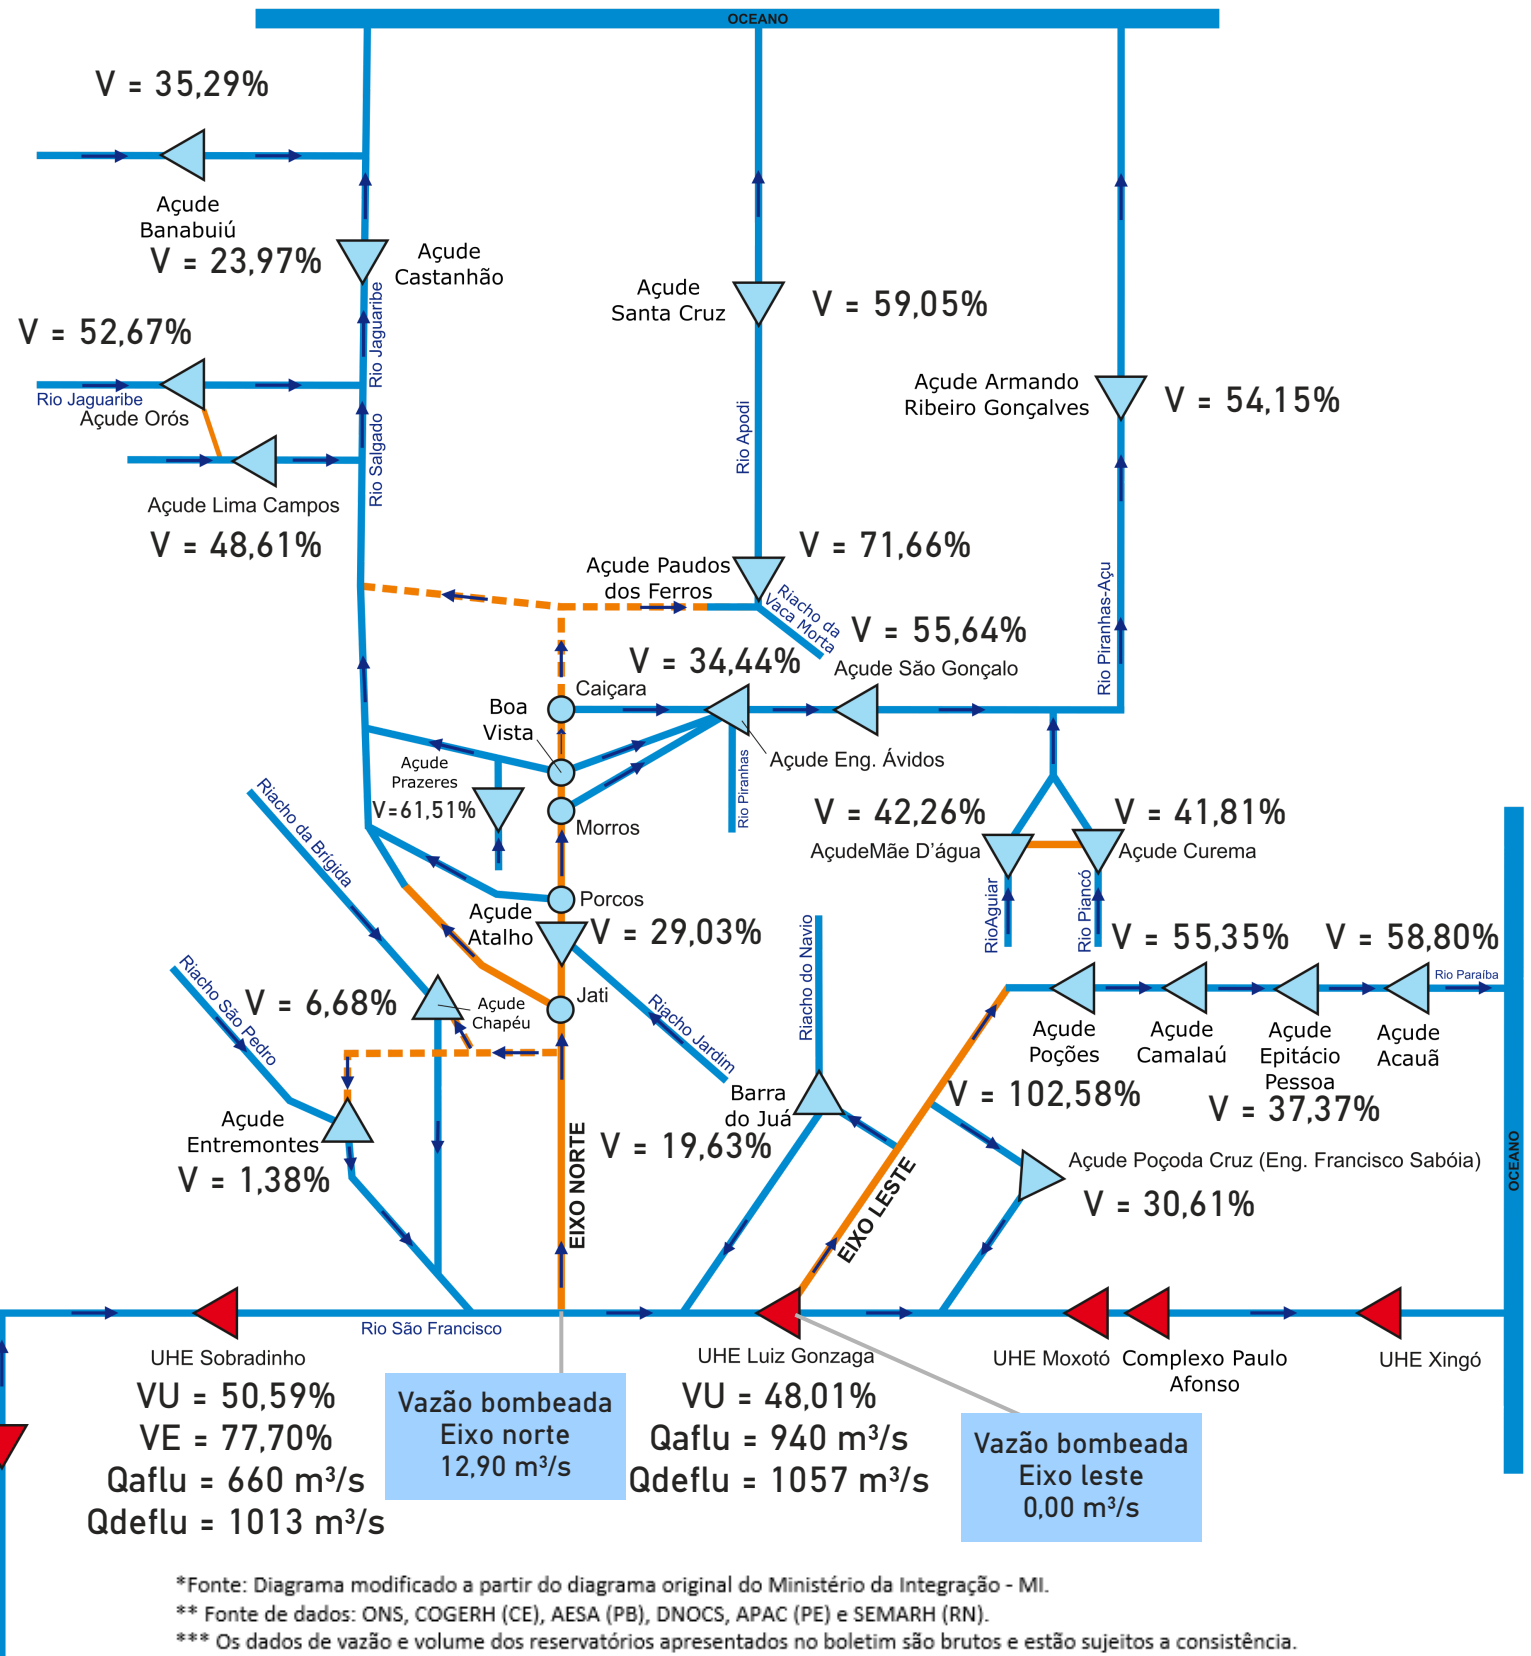 OCEANO
V = 35,29%
Açude
Banabuiú
V = 23,97%
Açude
Castanhão
Rio Jaguaribe
Açude
Santa Cruz
V = 59,05%
V = 52,67%
Rio Jaguaribe
Açude Orós
Açude Armando
Ribeiro Gonçalves
V = 54,15%
Rio Salgado
Rio Apodi
Açude Lima Campos
V = 48,61%
V = 71,66%
Açude Paudos
dos Ferros
Riacho da
Vaca Morta
Rio Piranhas-Açu
V = 55,64%
V = 34,44%
Açude São Gonçalo
Caiçara
Boa
Vista
Açude Eng. Ávidos
Rio Piranhas
Açude
Prazeres
V=61,51%
Riacho da Brígida
Morros
V = 42,26%
V = 41,81%
AçudeMãe D'água
Açude Curema
RioAguiar
Rio Piancó
Porcos
Açude
Atalho
V = 29,03%
Riacho do Navio
V = 55,35%
V = 58,80%
Rio Paraíba
Riacho São Pedro
V = 6,68%
Açude
Chapéu
Jati
Riacho Jardim
Açude
Poções
Açude
Camalaú
Açude
Epitácio
Pessoa
Açude
Acauã
Barra
do Juá
V = 102,58%
V = 37,37%
Açude
Entremontes
V = 1,38%
EIXO NORTE
V = 19,63%
EIXO LESTE
Açude Poçoda Cruz (Eng. Francisco Sabóia)
V = 30,61%
OCEANO
Rio São Francisco
UHE Sobradinho
VU = 50,59%
VE = 77,70%
Qaflu = 660 m³/s
Qdeflu = 1013 m³/s
Vazão bombeada
Eixo norte
12,90 m³/s
UHE Luiz Gonzaga
VU = 48,01%
Qaflu = 940 m³/s
Qdeflu = 1057 m³/s
UHE Moxotó
Complexo Paulo
Afonso
UHE Xingó
Vazão bombeada
Eixo leste
0,00 m³/s
*Fonte: Diagrama modificado a partir do diagrama original do Ministério da Integração - MI.
** Fonte de dados: ONS, COGERH (CE), AESA (PB), DNOCS, APAC (PE) e SEMARH (RN).
*** Os dados de vazão e volume dos reservatórios apresentados no boletim são brutos e estão sujeitos a consistência.